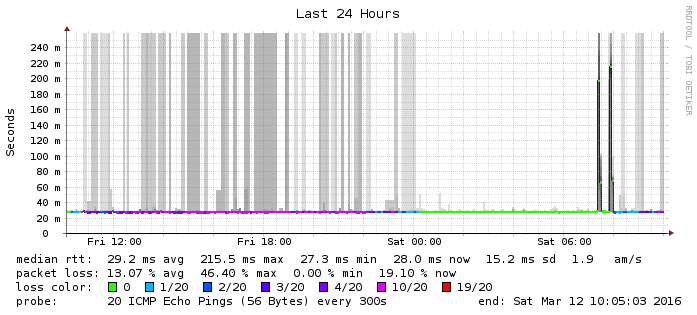 Last 24 Hours
RRDTOOL / TOBI OETIKER
Seconds
240 m
220 m
200 m
180 m
160 m
140 m
120 m
100 m
80 m
60 m
40 m
20 m
0
Fri 12:00 Fri 18:00 Sat 00:00 Sat 06:00
median rtt: 29.2 ms avg 215.5 ms max 27.3 ms min 28.0 ms now 15.2 ms sd 1.9 am/s
packet loss: 13.07 % avg 46.40 % max 0.00 % min 19.10 % now
loss color: 0 1/20 2/20 3/20 4/20 10/20 19/20
probe: 20 ICMP Echo Pings (56 Bytes) every 300s end: Sat Mar 12 10:05:03 2016